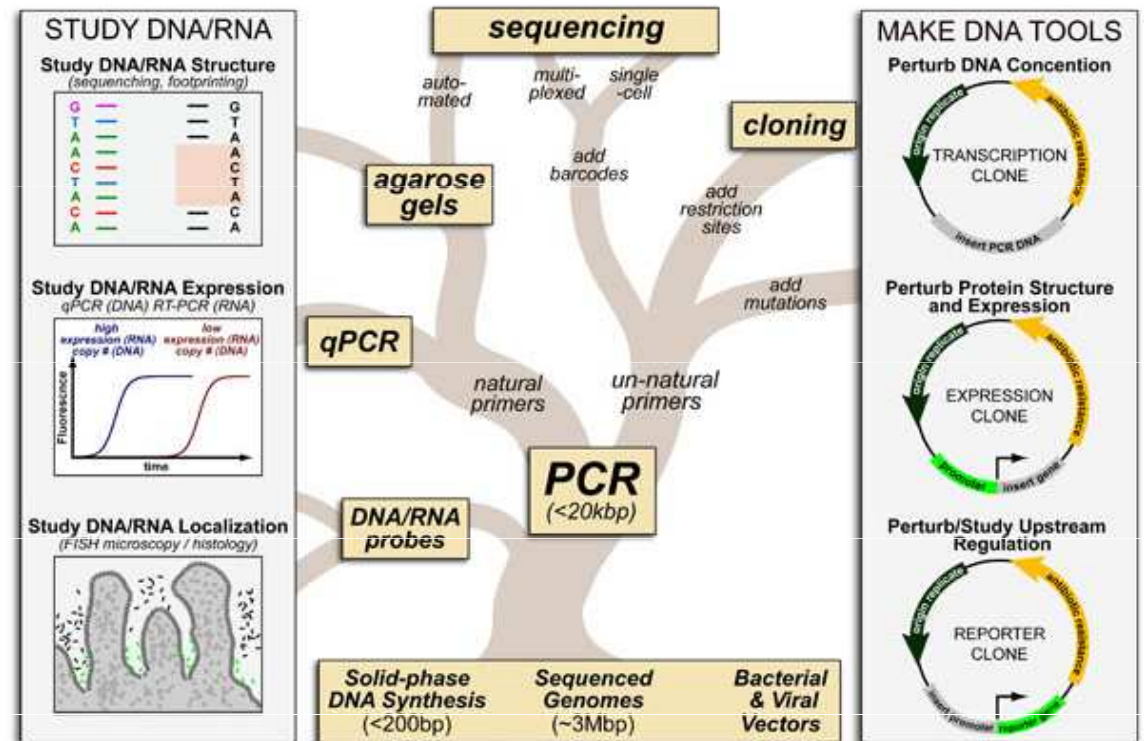 STUDY DNA/RNA
Study DNA/RNA Structure
(sequencing, footprinting)
G
T
A
A
C
T
A
C
A
G
T
A
A
C
T
A
C
A
Study DNA/RNA Expression
qPCR (DNA) RT-PCR (RNA)
high
expression (RNA)
copy # (DNA)
low
expression (RNA)
copy # (DNA)
Fluorescnce
time
Study DNA/RNA Localization
(FISH microscopy / histology)
sequencing
auto-
mated
multi-
plexed
single
-cell
cloning
agarose
gels
add
barcodes
add
restriction
sites
add
mutations
qPCR
natural
primers
un-natural
primers
PCR
(<20kbp)
DNA/RNA
probes
Solid-phase
DNA Synthesis
(<200bp)
Sequenced
Genomes
(~3Mbp)
Bacterial
& Viral
Vectors
MAKE DNA TOOLS
Perturb DNA Concention
origin replicate
antibiotic resistance
TRANSCRIPTION
CLONE
insert PCR DNA
Perturb Protein Structure
and Expression
origin replicate
antibiotic resistance
EXPRESSION
CLONE
promoter
insert gene
Perturb/Study Upstream
Regulation
origin replicate
antibiotic resistance
REPORTER
CLONE
insert promoter
reporter gene